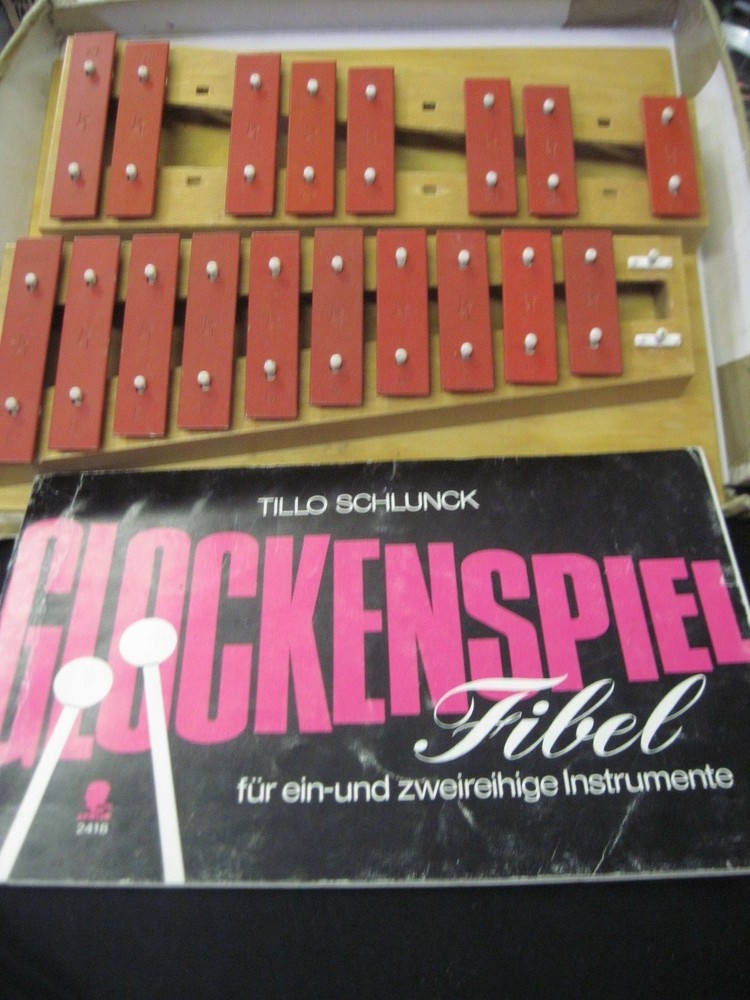 TILLO SCHLUNCK
GLOCKENSPIEL
Fibel
für ein-und zweireihige Instrumente
2418